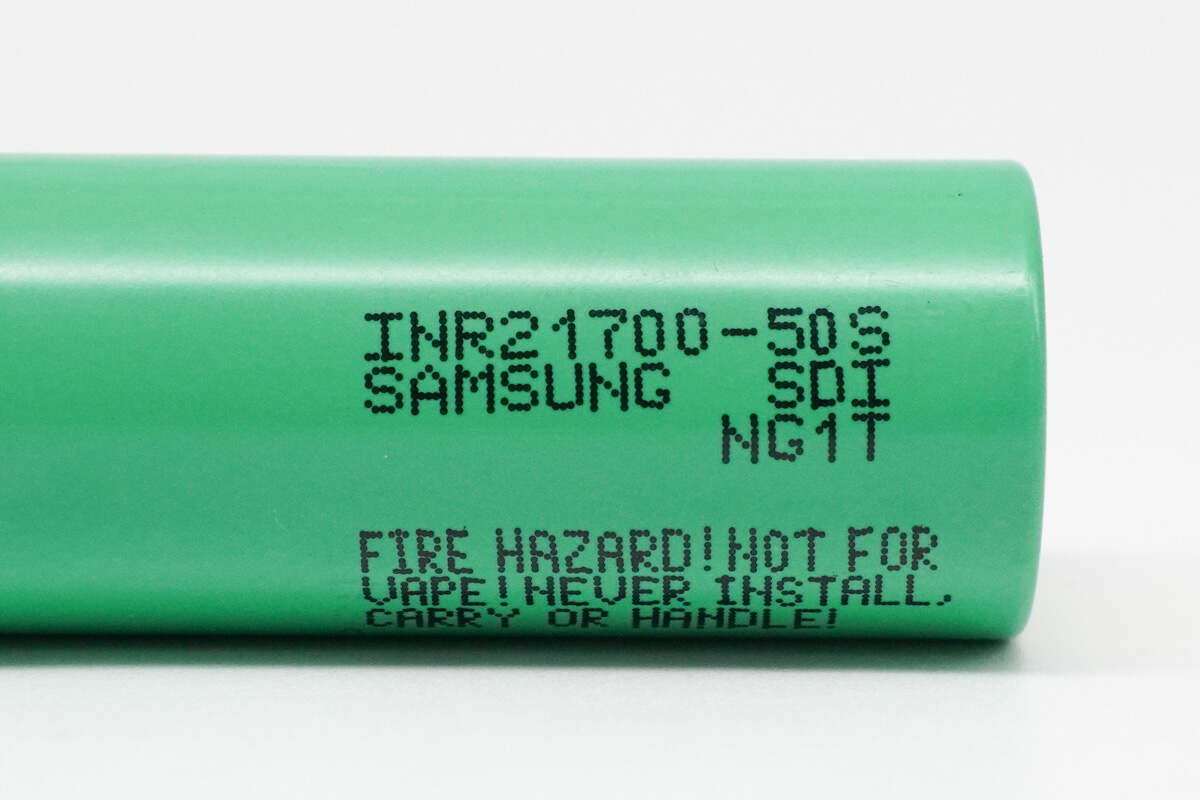 INR21700-50S
SAMSUNG SDI
NG1T
FIRE HAZARD!NOT FOR
VAPE!NEVER INSTALL,
CARRY OR HANDLE!